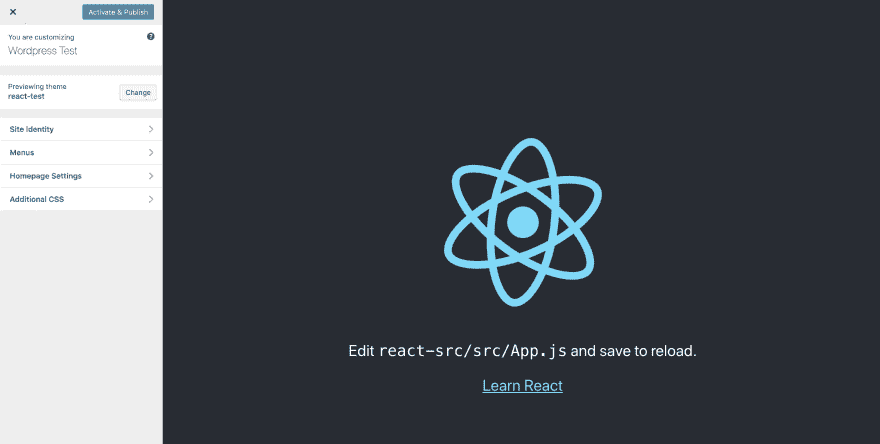 Activate & Publish
You are customizing
Wordpress Test
Previewing theme
react-test
Change
Site Identity
Menus
Homepage Settings
Additional CSS
Edit react-src/src/App.js and save to reload.
Learn React